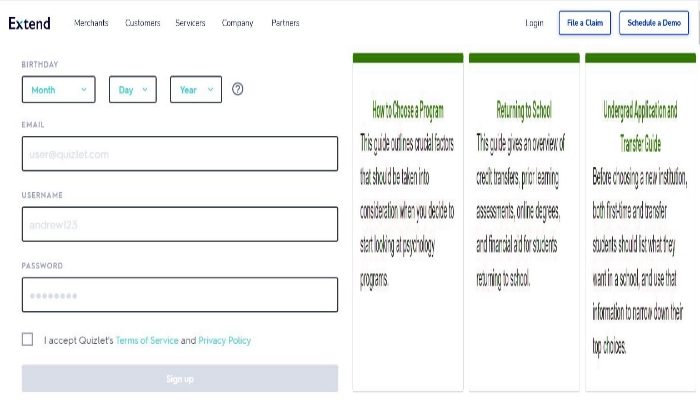 Extend Merchants Customers Servicers Company Partners Login File a Claim Schedule a Demo
BIRTHDAY
Month Day Year ?
EMAIL
user@quizlet.com
USERNAME
andrew123
PASSWORD
I accept Quizlet's Terms of Service and Privacy Policy
Sign up
How to Choose a Program
This guide outlines crucial factors
that should be taken into
consideration when you decide to
start looking at psychology
programs.
Returning to School
This guide gives an overview of
credit transfers, prior learning
assessments, online degrees,
and financial aid for students
returning to school.
Undergrad Application and
Transfer Guide
Before choosing a new institution,
both first-time and transfer
students should list what they
want in a school, and use that
information to narrow down their
top choices.